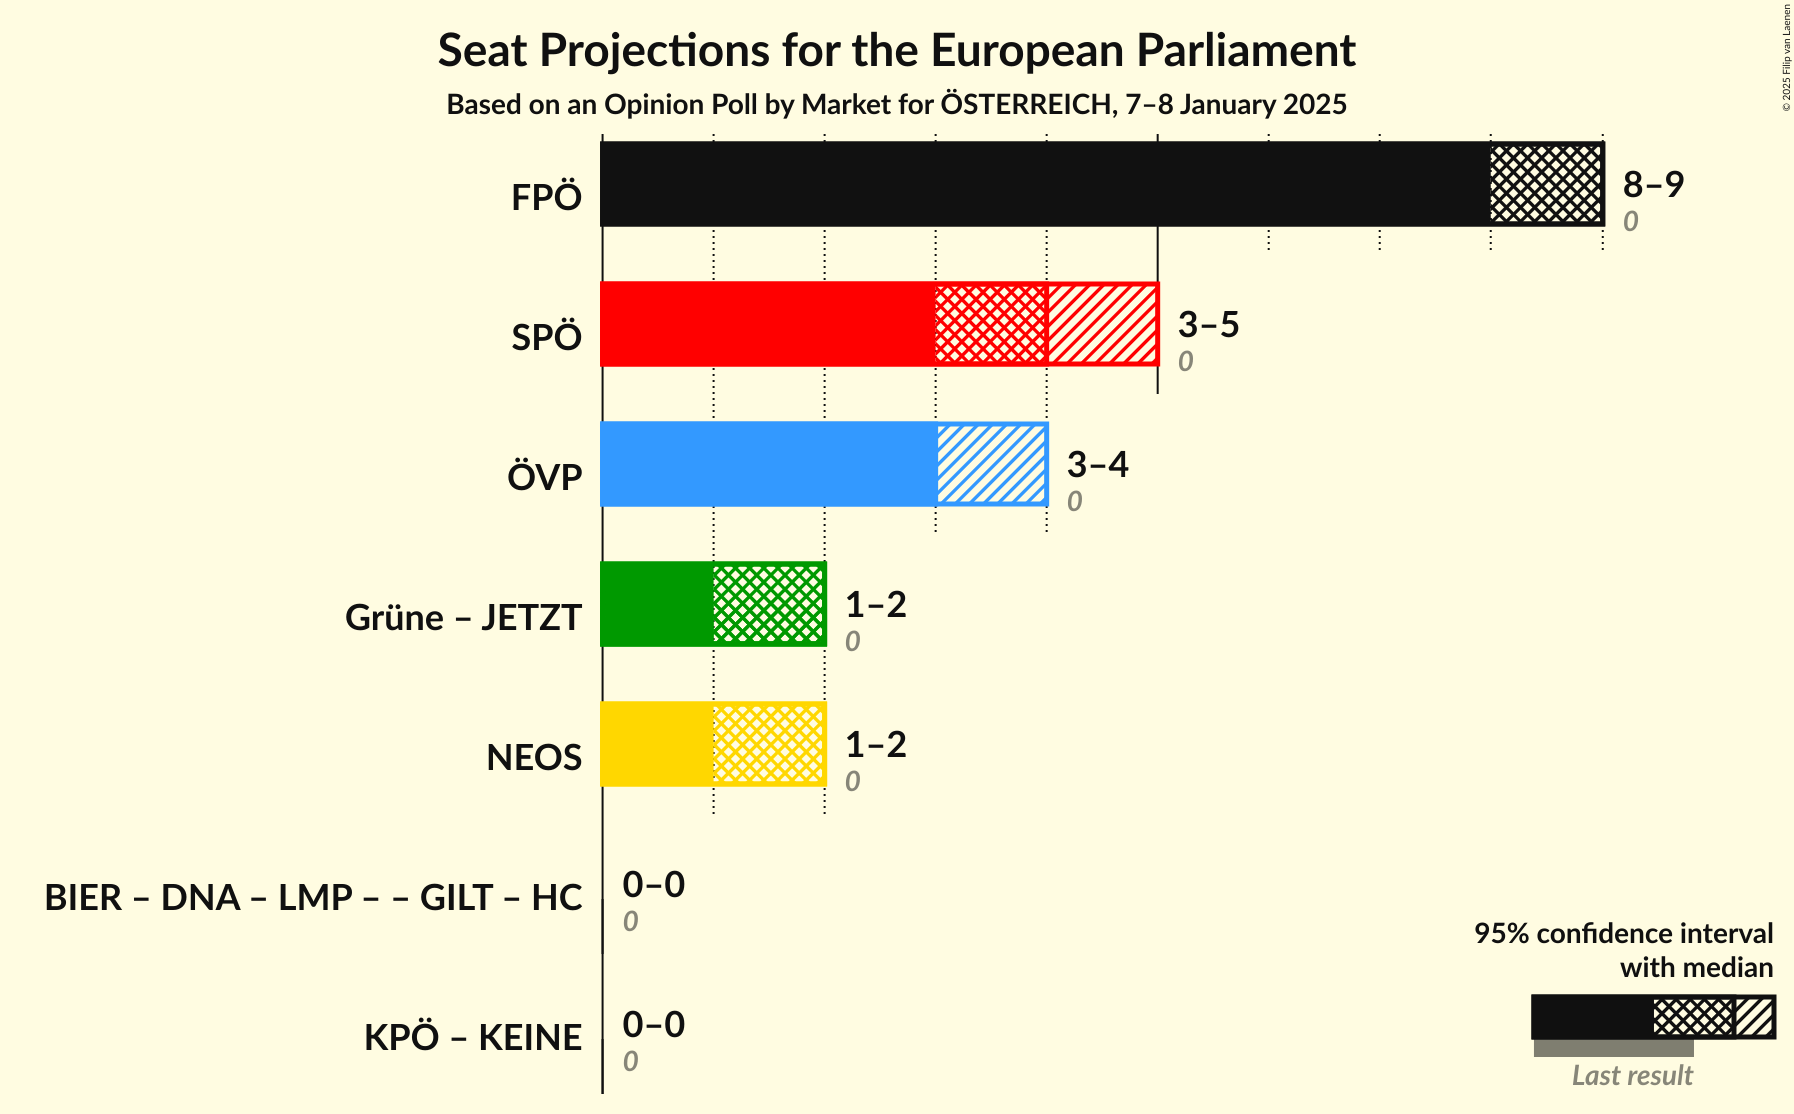 Seat Projections for the European Parliament
Based on an Opinion Poll by Market for ÖSTERREICH, 7–8 January 2025
© 2025 Filip van Laenen
FPÖ
8–9
0
SPÖ
3–5
0
ÖVP
3–4
0
Grüne – JETZT
1–2
0
NEOS
1–2
0
BIER – DNA – LMP – – GILT – HC
0–0
0
KPÖ – KEINE
0–0
0
95% confidence interval
with median
Last result